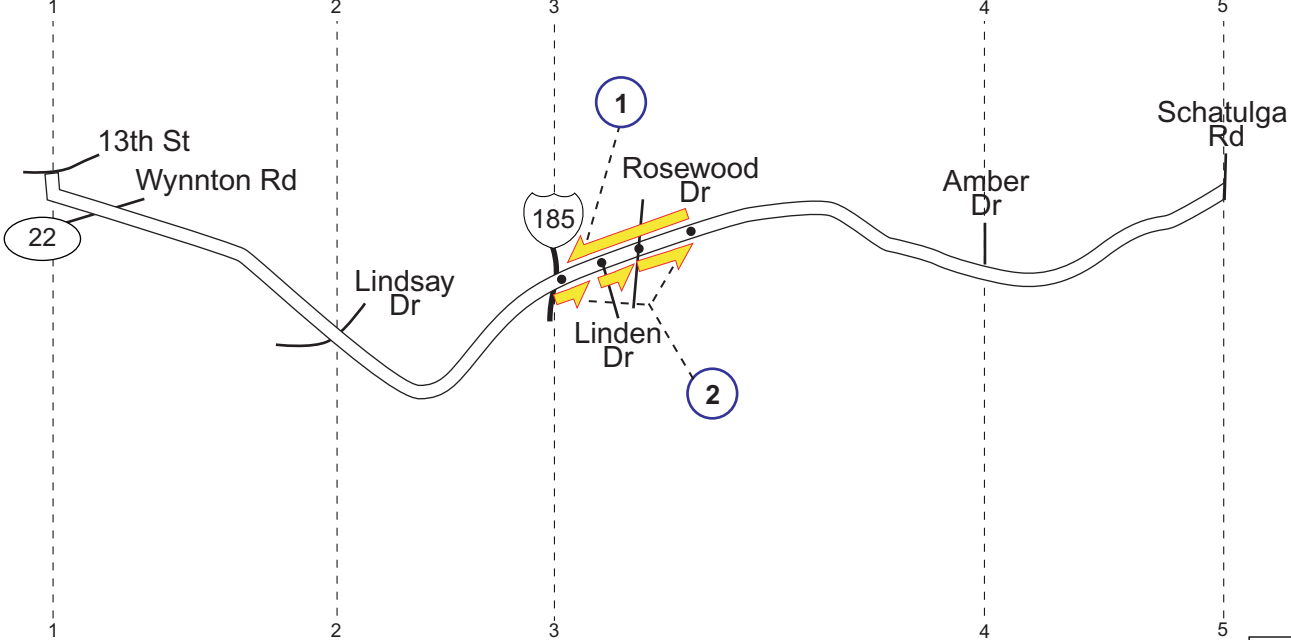 1 2 3 4 5
1
Schatulga
Rd
13th St
Rosewood
Dr
Wynnton Rd
Amber
Dr
185
22
Lindsay
Dr
Linden
Dr
2
1 2 3 4 5